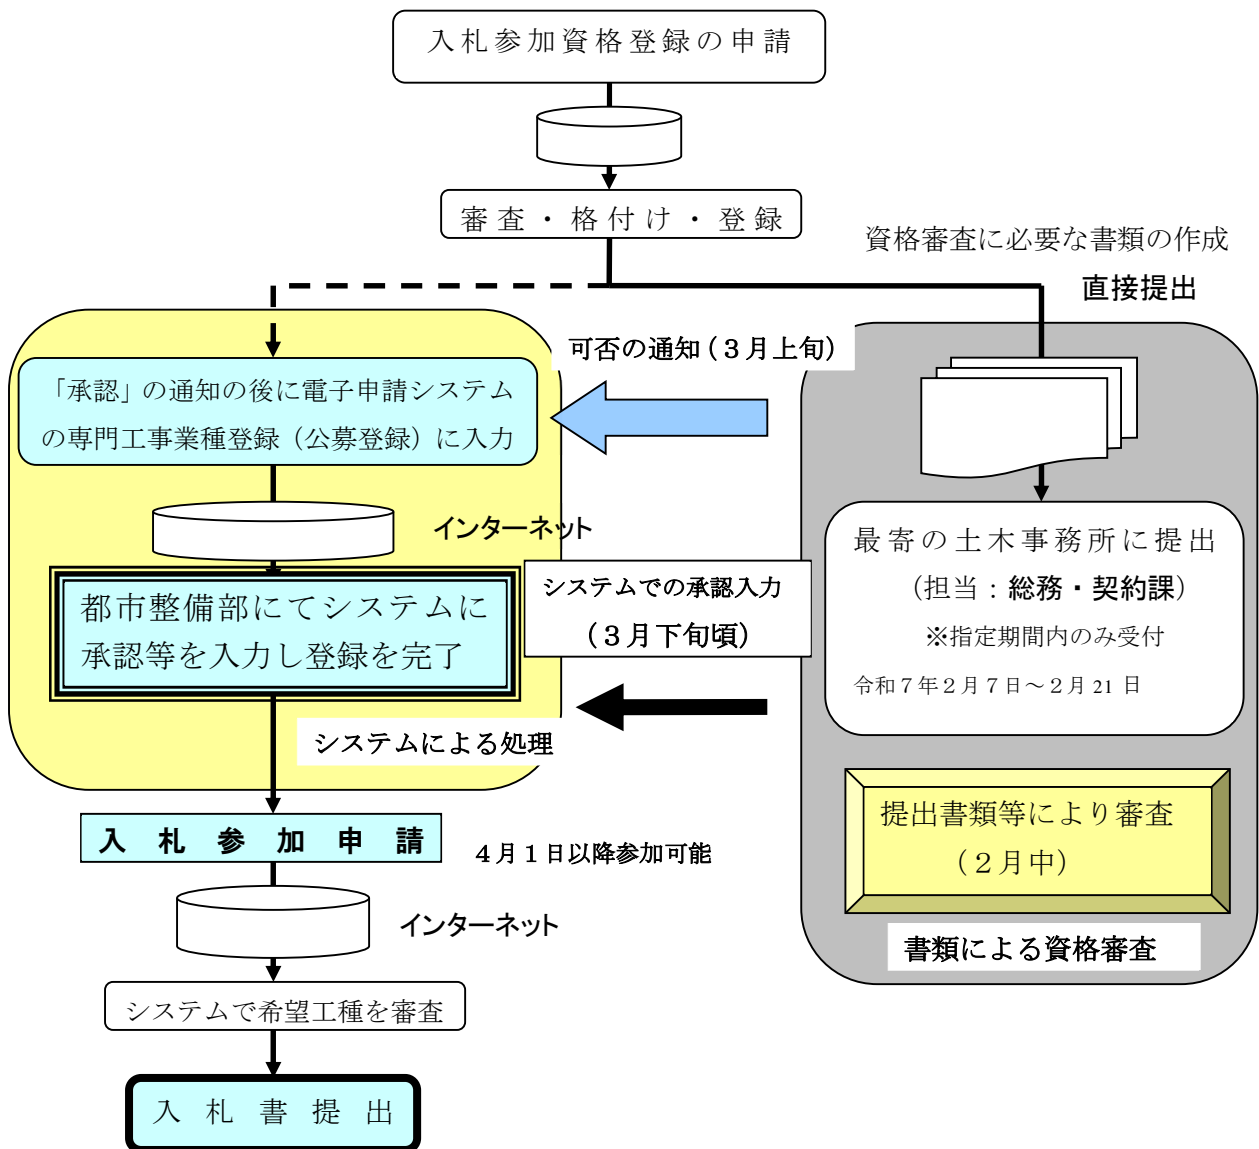 入札参加資格登録の申請
審査・格付け・登録
資格審査に必要な書類の作成
直接提出
可否の通知(３月上旬)
「承認」の通知の後に電子申請システム
の専門工事業種登録（公募登録）に入力
インターネット
最寄の土木事務所に提出
（担当：総務・契約課）
※指定期間内のみ受付
令和７年２月７日～２月 21 日
システムでの承認入力
（３月下旬頃）
都市整備部にてシステムに
承認等を入力し登録を完了
システムによる処理
提出書類等により審査
（２月中）
書類による資格審査
入札参加申請
４月１日以降参加可能
インターネット
システムで希望工種を審査
入札書提出